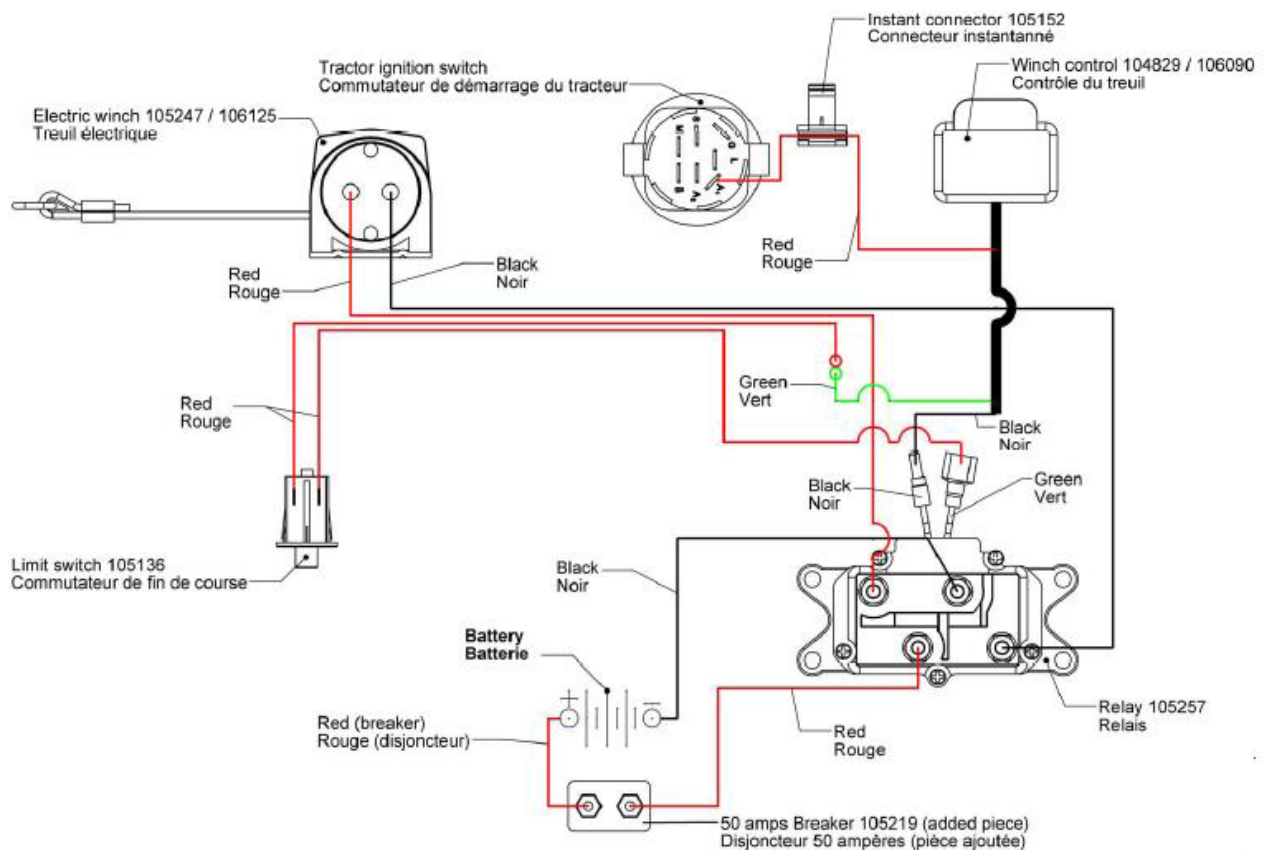 Instant connector 105152
Connecteur instantanné
Tractor ignition switch
Commutateur de démarrage du tracteur
Winch control 104829 / 106090
Contrôle du treuil
Electric winch 105247 / 106125
Treuil électrique
M
S
G
L
B
A₂
A₁
Red
Rouge
Black
Noir
Red
Rouge
Green
Vert
Red
Rouge
Black
Noir
Black
Noir
Green
Vert
Limit switch 105136
Commutateur de fin de course
Black
Noir
Battery
Batterie
+
−
Red (breaker)
Rouge (disjoncteur)
Red
Rouge
Relay 105257
Relais
50 amps Breaker 105219 (added piece)
Disjoncteur 50 ampères (pièce ajoutée)